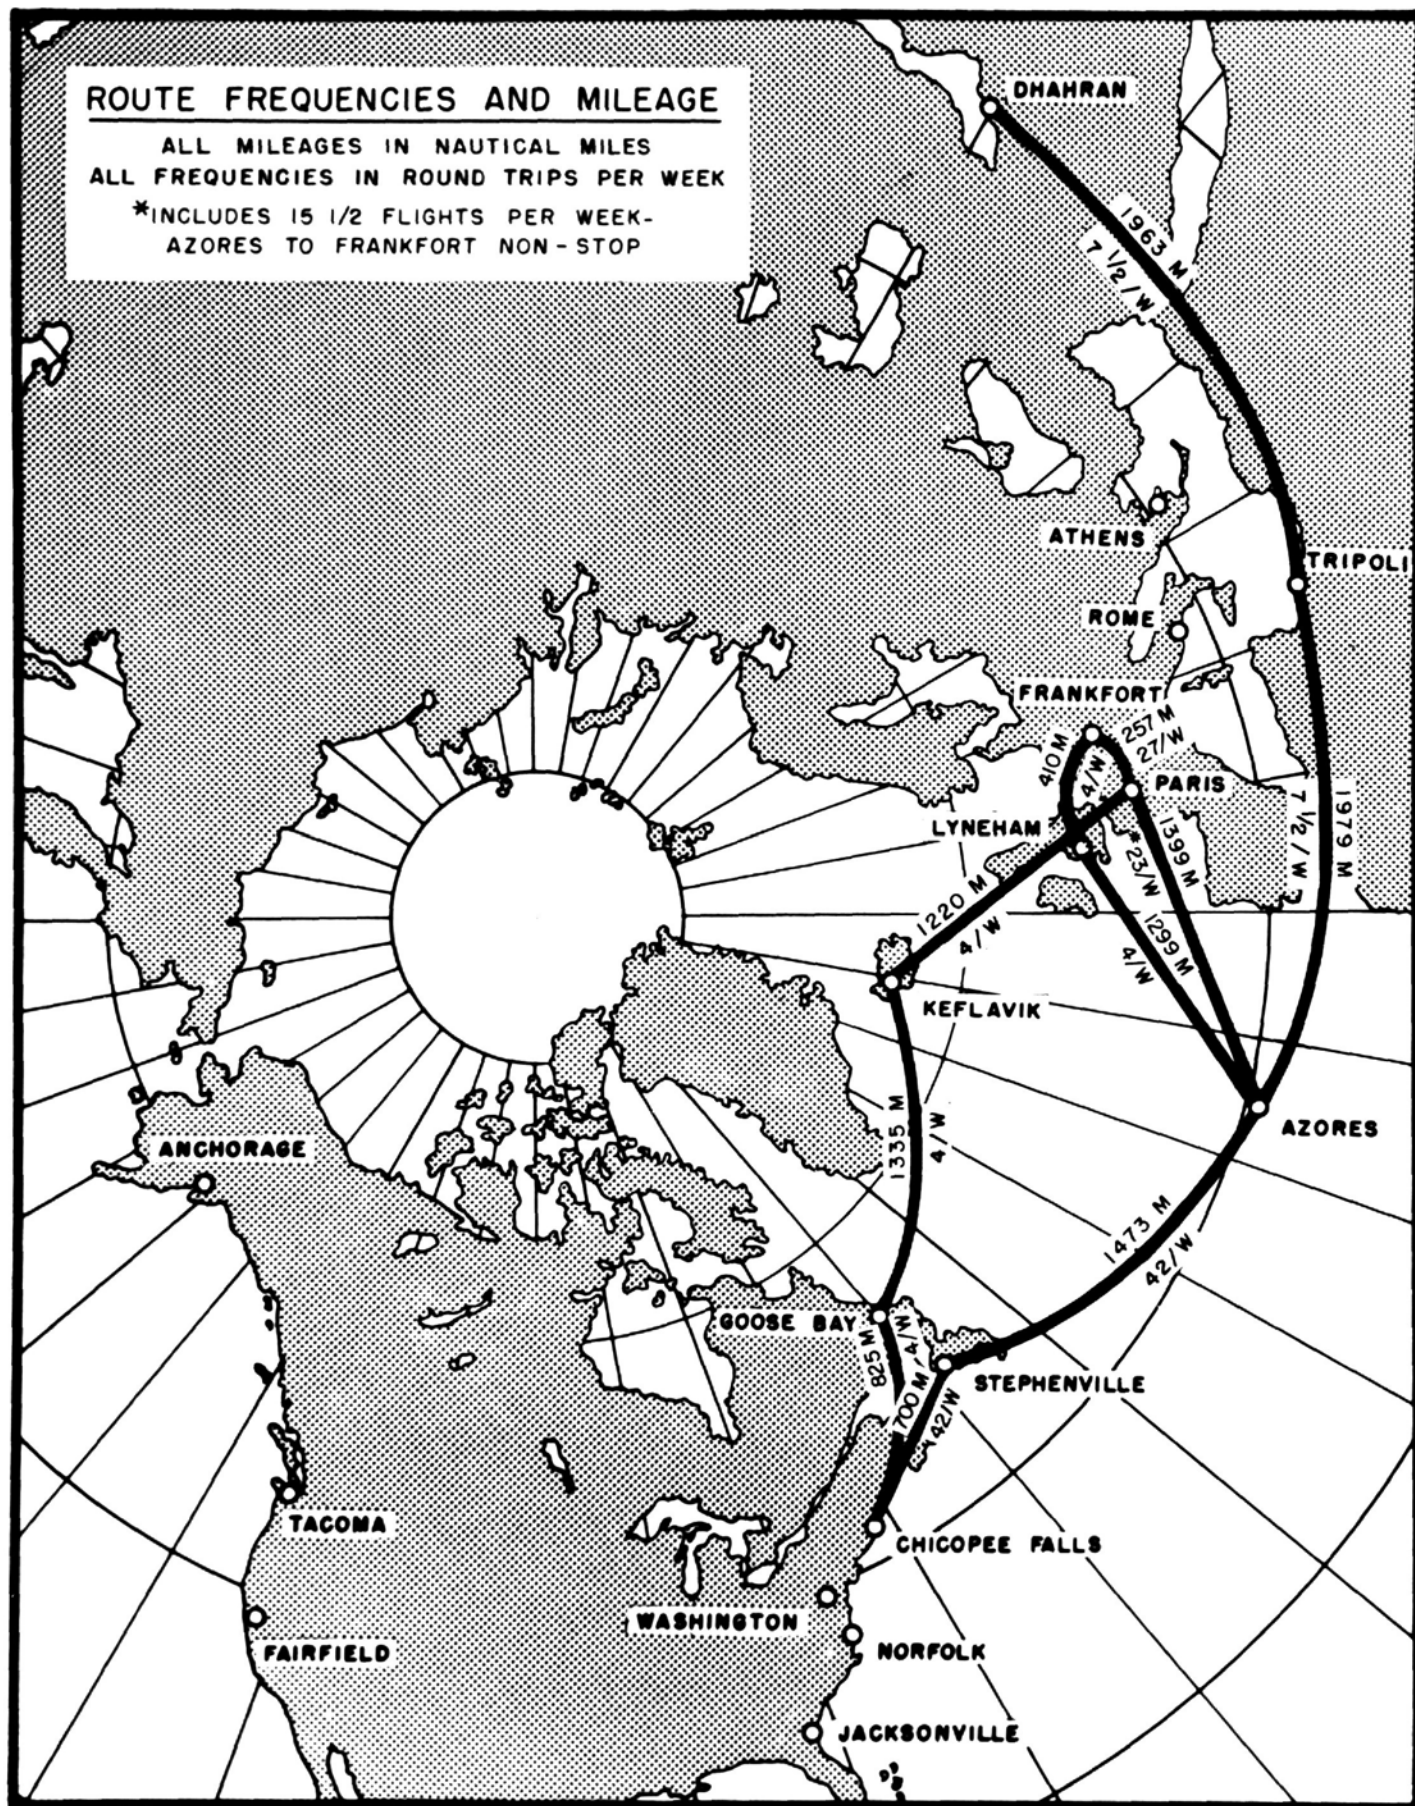 ROUTE FREQUENCIES AND MILEAGE
ALL MILEAGES IN NAUTICAL MILES
ALL FREQUENCIES IN ROUND TRIPS PER WEEK
*INCLUDES 15 1/2 FLIGHTS PER WEEK-
AZORES TO FRANKFORT NON-STOP
DHAHRAN
1963 M
7 1/2/W
ATHENS
TRIPOLI
ROME
FRANKFORT
257 M
27/W
410 M
4/W
PARIS
LYNEHAM
1399 M
*23/W
1979 M
7 1/2/W
1220 M
4/W
1299 M
4/W
KEFLAVIK
AZORES
1335 M
4/W
ANCHORAGE
1473 M
42/W
GOOSE BAY
825 M
4/W
STEPHENVILLE
700 M
42/W
TACOMA
CHICOPEE FALLS
WASHINGTON
FAIRFIELD
NORFOLK
JACKSONVILLE